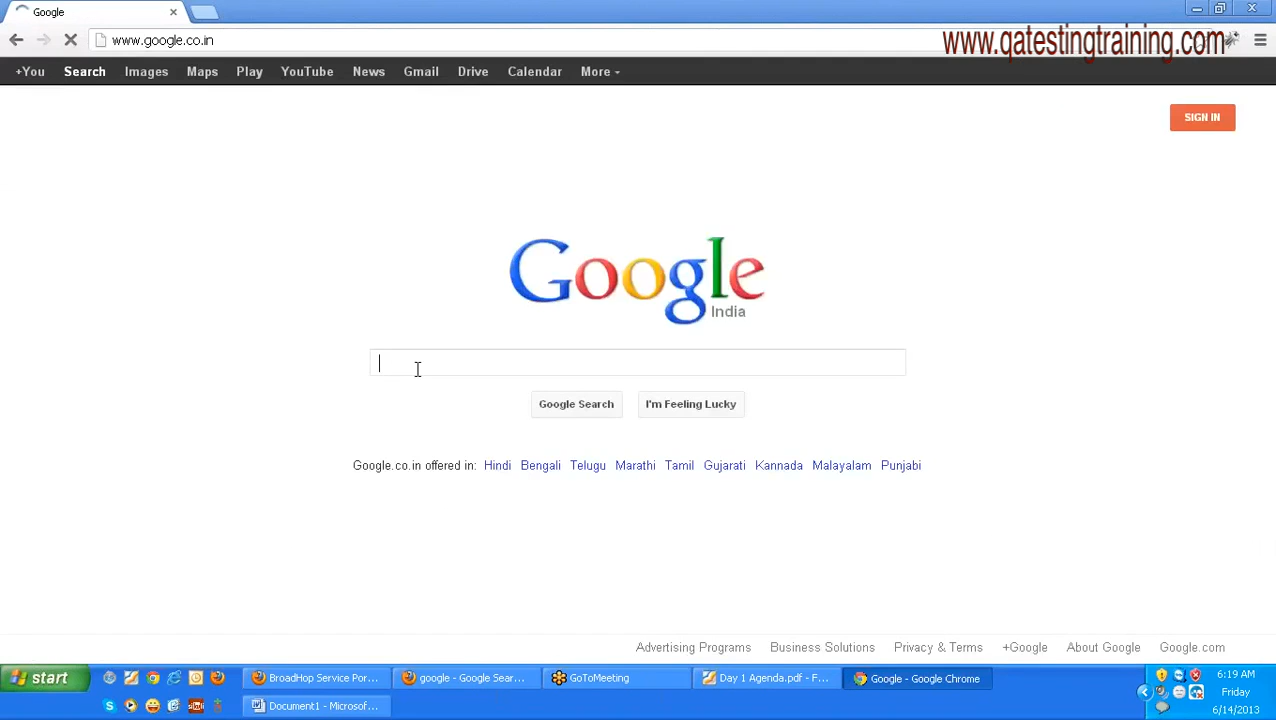 Google
www.google.co.in
www.qatestingtraining.com
+You Search Images Maps Play YouTube News Gmail Drive Calendar More
SIGN IN
Google
India
Google Search I'm Feeling Lucky
Google.co.in offered in: Hindi Bengali Telugu Marathi Tamil Gujarati Kannada Malayalam Punjabi
Advertising Programs Business Solutions Privacy & Terms +Google About Google Google.com
start BroadHop Service Por... google - Google Sear... GoToMeeting Day 1 Agenda.pdf - F... Google - Google Chrome 6:19 AM
Friday
Document1 - Microsof... 6/14/2013